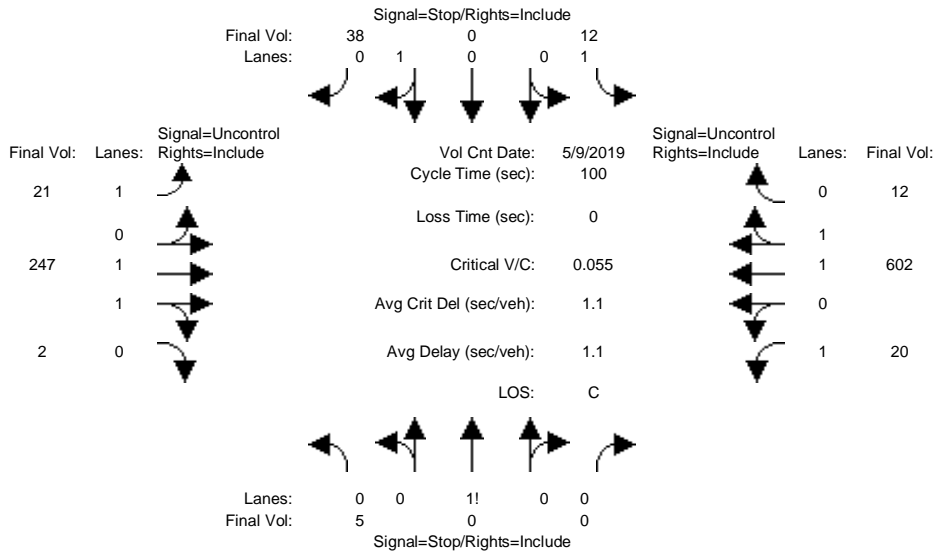 Signal=Stop/Rights=Include
Final Vol: 38 0 12
Lanes: 0 1 0 0 1
Signal=Uncontrol Signal=Uncontrol
Final Vol: Lanes: Rights=Include Vol Cnt Date: 5/9/2019 Rights=Include Lanes: Final Vol:
Cycle Time (sec): 100
21 1 0 12
Loss Time (sec): 0
0 1
247 1 Critical V/C: 0.055 1 602
1 Avg Crit Del (sec/veh): 1.1 0
2 0 Avg Delay (sec/veh): 1.1 1 20
LOS: C
Lanes: 0 0 1! 0 0
Final Vol: 5 0 0
Signal=Stop/Rights=Include